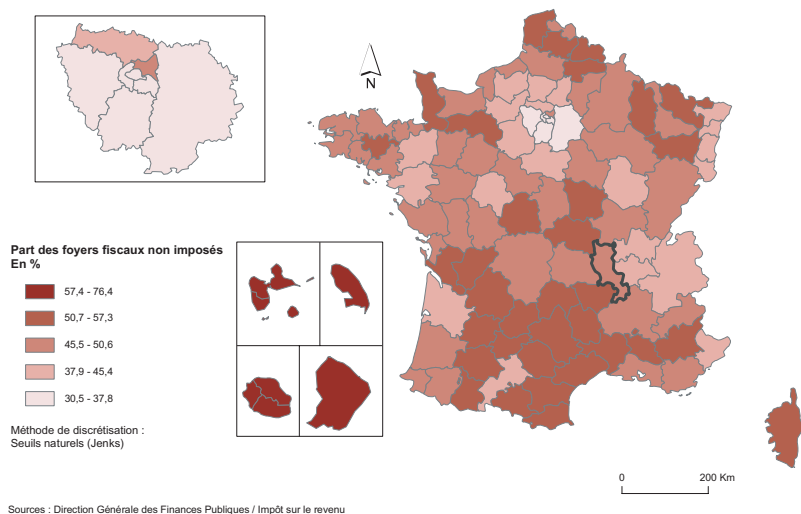 N
Part des foyers fiscaux non imposés
En %
57,4 - 76,4
50,7 - 57,3
45,5 - 50,6
37,9 - 45,4
30,5 - 37,8
Méthode de discrétisation :
Seuils naturels (Jenks)
0 200 Km
Sources : Direction Générale des Finances Publiques / Impôt sur le revenu